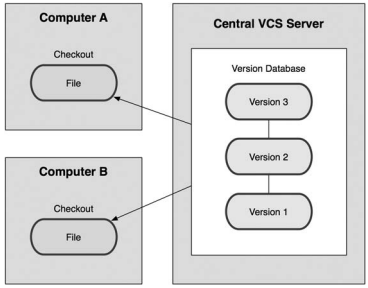 Computer A
Checkout
File
Computer B
Checkout
File
Central VCS Server
Version Database
Version 3
Version 2
Version 1